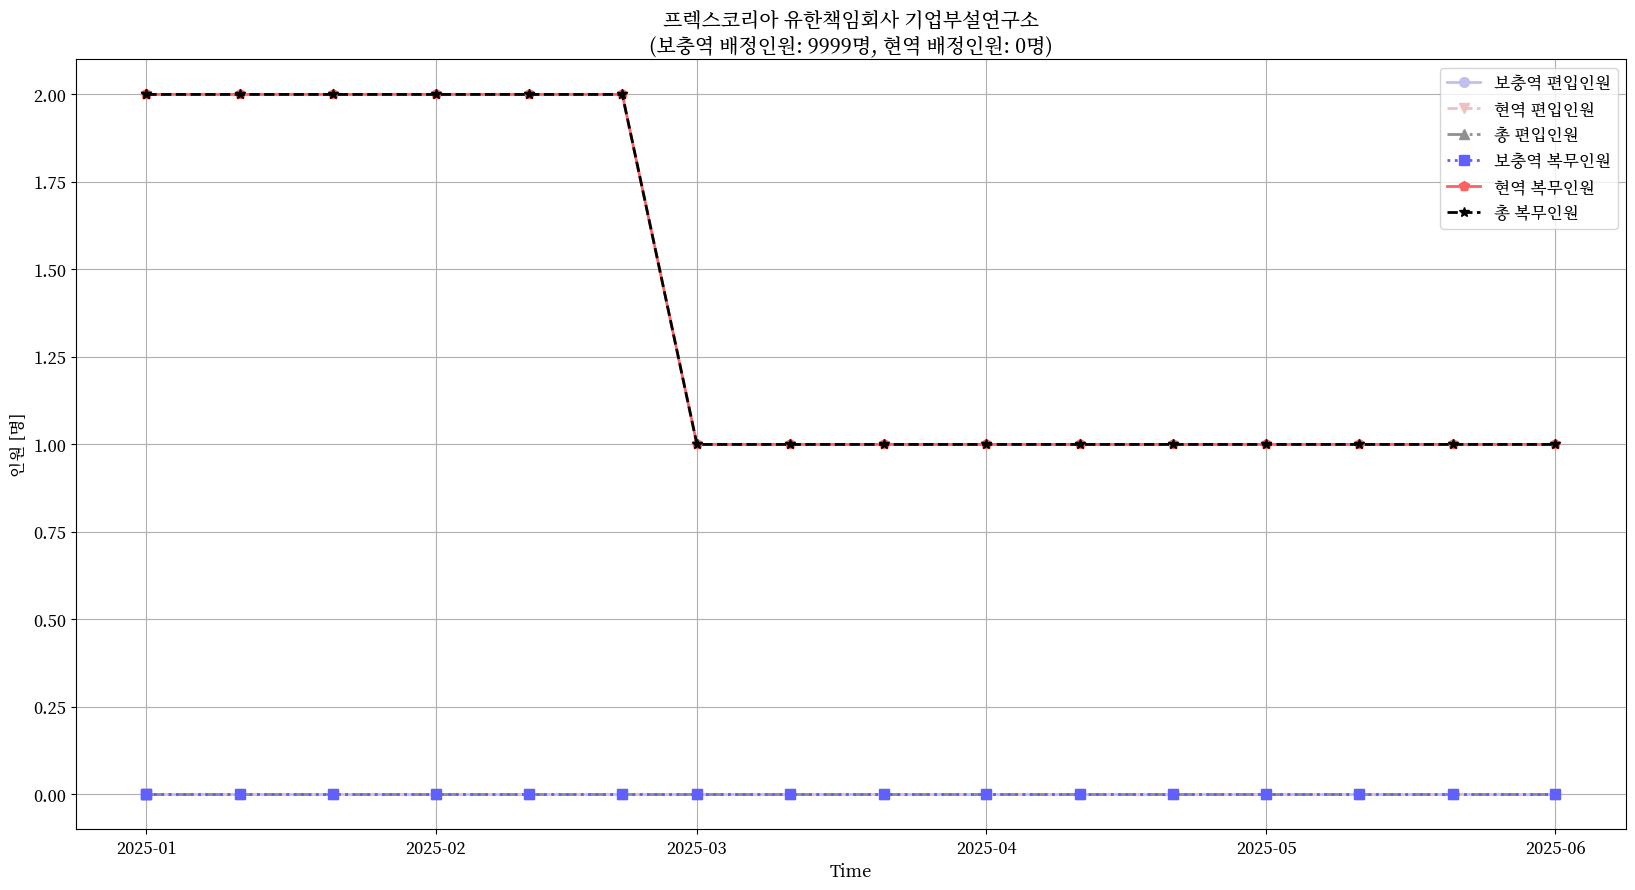 프렉스코리아 유한책임회사 기업부설연구소
(보충역 배정인원: 9999명, 현역 배정인원: 0명)
보충역 편입인원
현역 편입인원
총 편입인원
보충역 복무인원
현역 복무인원
총 복무인원
2.00
1.75
1.50
1.25
1.00
0.75
0.50
0.25
0.00
인원 [명]
2025-01 2025-02 2025-03 2025-04 2025-05 2025-06
Time